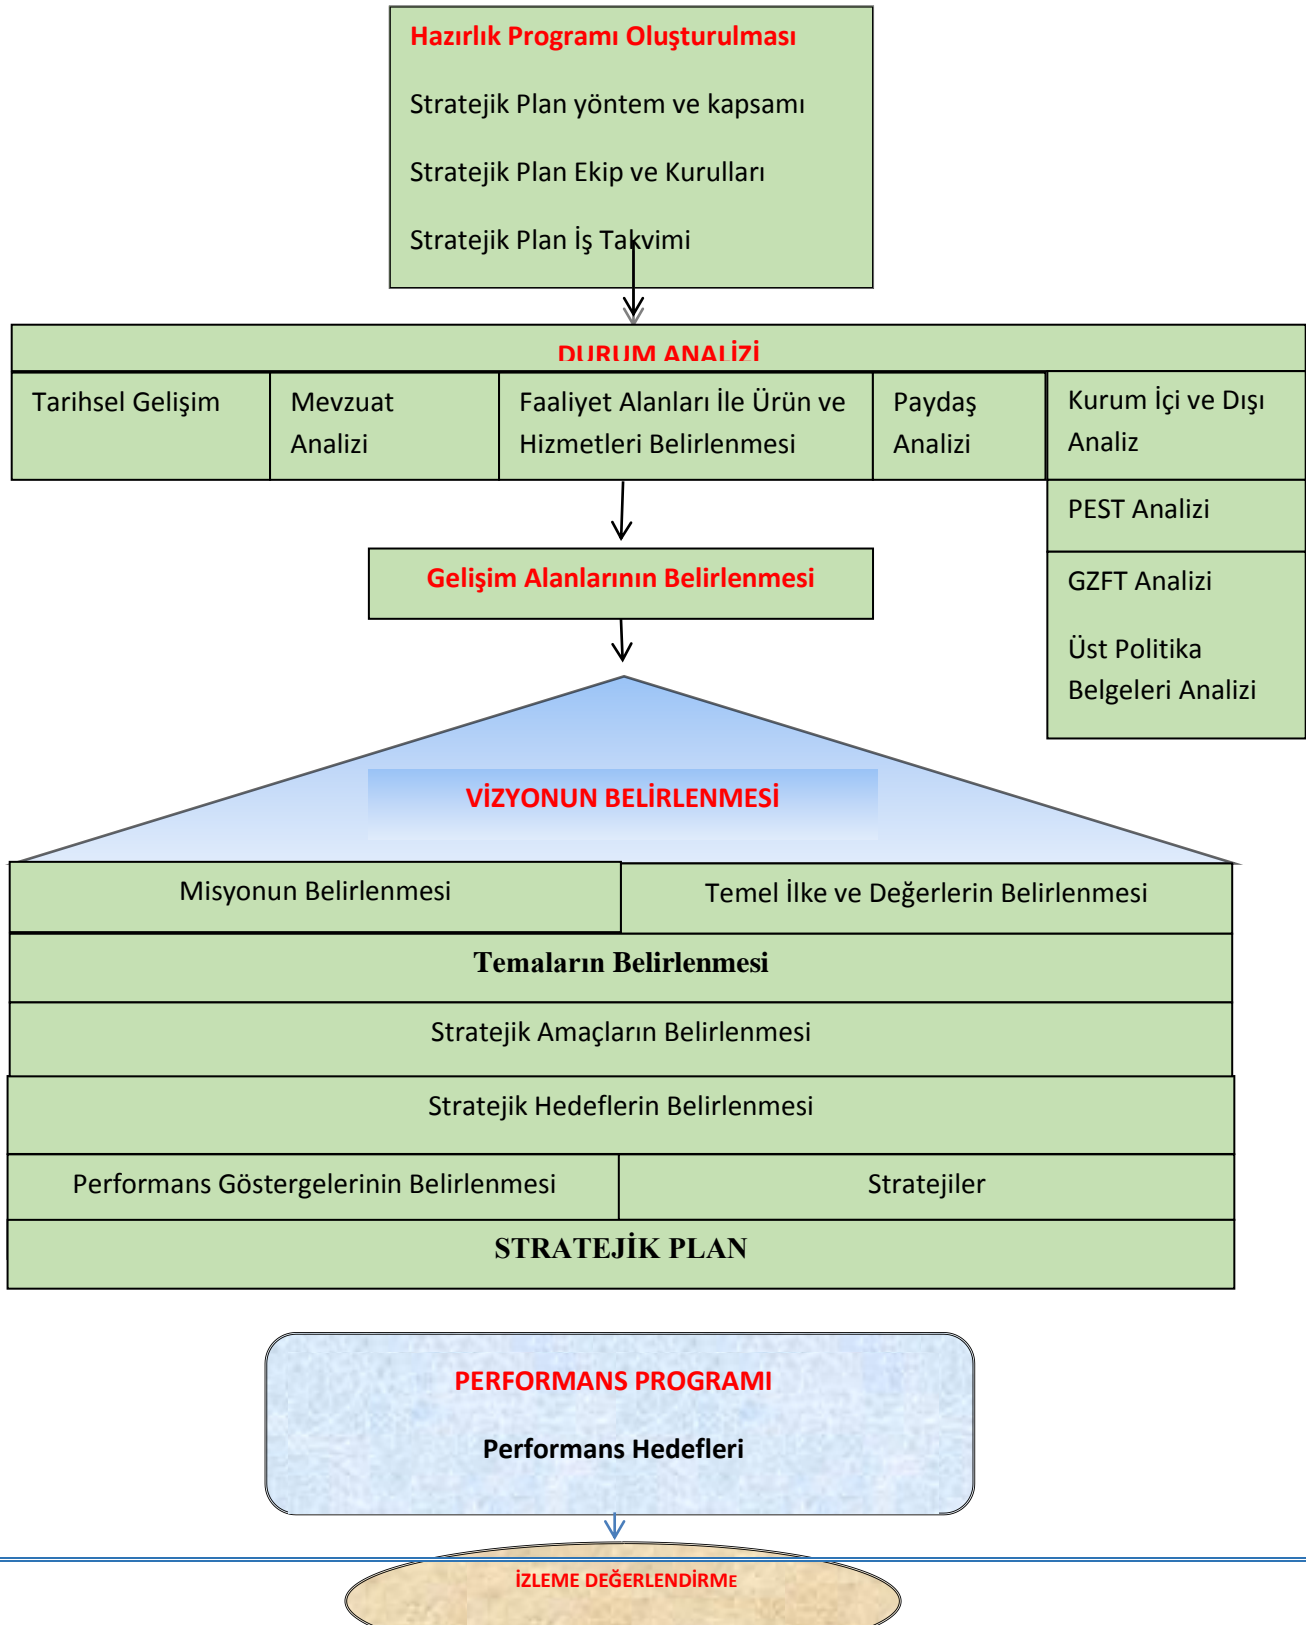 Hazırlık Programı Oluşturulması
Stratejik Plan yöntem ve kapsamı
Stratejik Plan Ekip ve Kurulları
Stratejik Plan İş Takvimi
DURUM ANALİZİ
Tarihsel Gelişim
Mevzuat
Analizi
Faaliyet Alanları İle Ürün ve
Hizmetleri Belirlenmesi
Paydaş
Analizi
Kurum İçi ve Dışı
Analiz
PEST Analizi
GZFT Analizi
Üst Politika
Belgeleri Analizi
Gelişim Alanlarının Belirlenmesi
VİZYONUN BELİRLENMESİ
Misyonun Belirlenmesi
Temel İlke ve Değerlerin Belirlenmesi
Temaların Belirlenmesi
Stratejik Amaçların Belirlenmesi
Stratejik Hedeflerin Belirlenmesi
Performans Göstergelerinin Belirlenmesi
Stratejiler
STRATEJİK PLAN
PERFORMANS PROGRAMI
Performans Hedefleri
İZLEME DEĞERLENDİRME